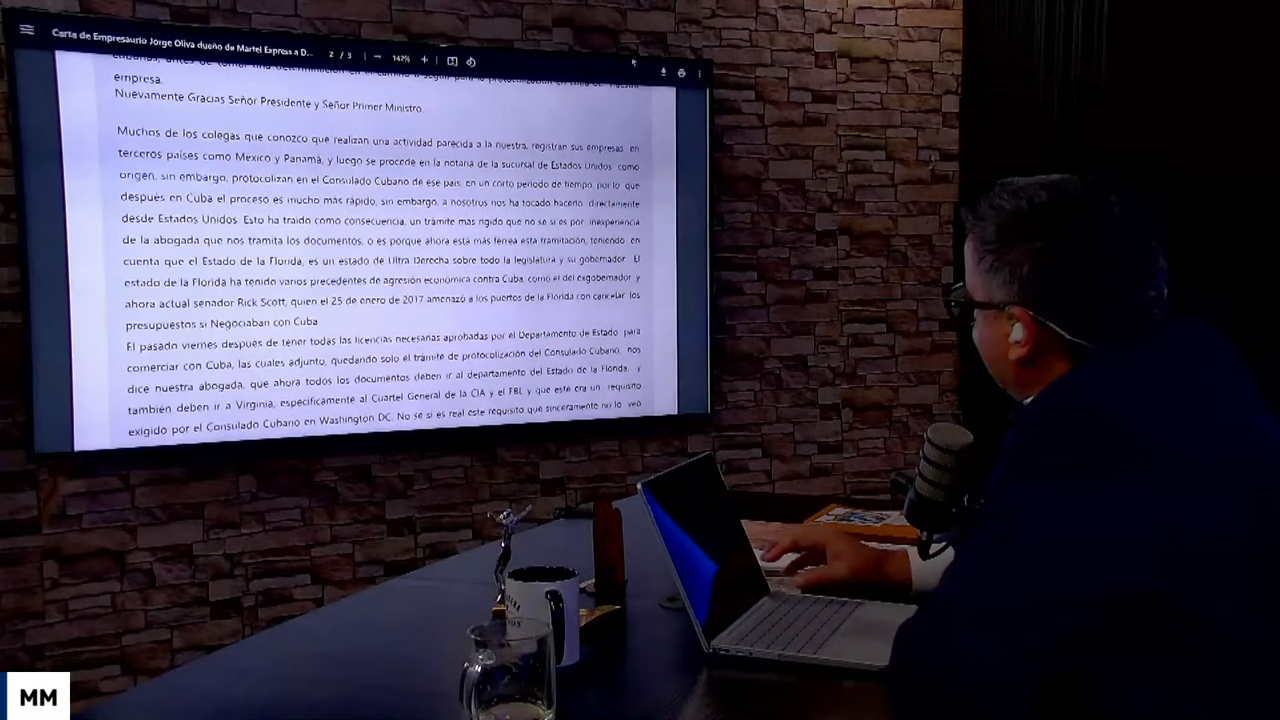 Carta de Empresaurio Jorge Oliva dueño de Martel Express a D...
2 / 3
142%
empresa.
Nuevamente Gracias Señor Presidente y Señor Primer Ministro
Muchos de los colegas que conozco que realizan una actividad parecida a la nuestra, registran sus empresas en
terceros países como México y Panamá, y luego se procede en la notaria de la sucursal de Estados Unidos como
origen, sin embargo, protocolizan en el Consulado Cubano de ese país, en un corto periodo de tiempo, por lo que
después en Cuba el proceso es mucho más rápido, sin embargo, a nosotros nos ha tocado hacerlo directamente
desde Estados Unidos. Esto ha traído como consecuencia, un trámite más rígido que no se si es por inexperiencia
de la abogada que nos tramita los documentos, o es porque ahora está más férrea esta tramitación, teniendo en
cuenta que el Estado de la Florida, es un estado de Ultra Derecha sobre todo la legislatura y su gobernador. El
estado de la Florida ha tenido varios precedentes de agresión económica contra Cuba, como el del exgobernador y
ahora actual senador Rick Scott, quien el 25 de enero de 2017 amenazó a los puertos de la Florida con cancelar los
presupuestos si Negociaban con Cuba
El pasado viernes después de tener todas las licencias necesarias aprobadas por el Departamento de Estado para
comerciar con Cuba, las cuales adjunto, quedando solo el trámite de protocolización del Consulado Cubano, nos
dice nuestra abogada, que ahora todos los documentos deben ir al departamento del Estado de la Florida, y
también deben ir a Virginia, específicamente al Cuartel General de la CIA y el FBI, y que este era un requisito
exigido por el Consulado Cubano en Washington DC. No se si es real este requisito que sinceramente no lo veo
MM